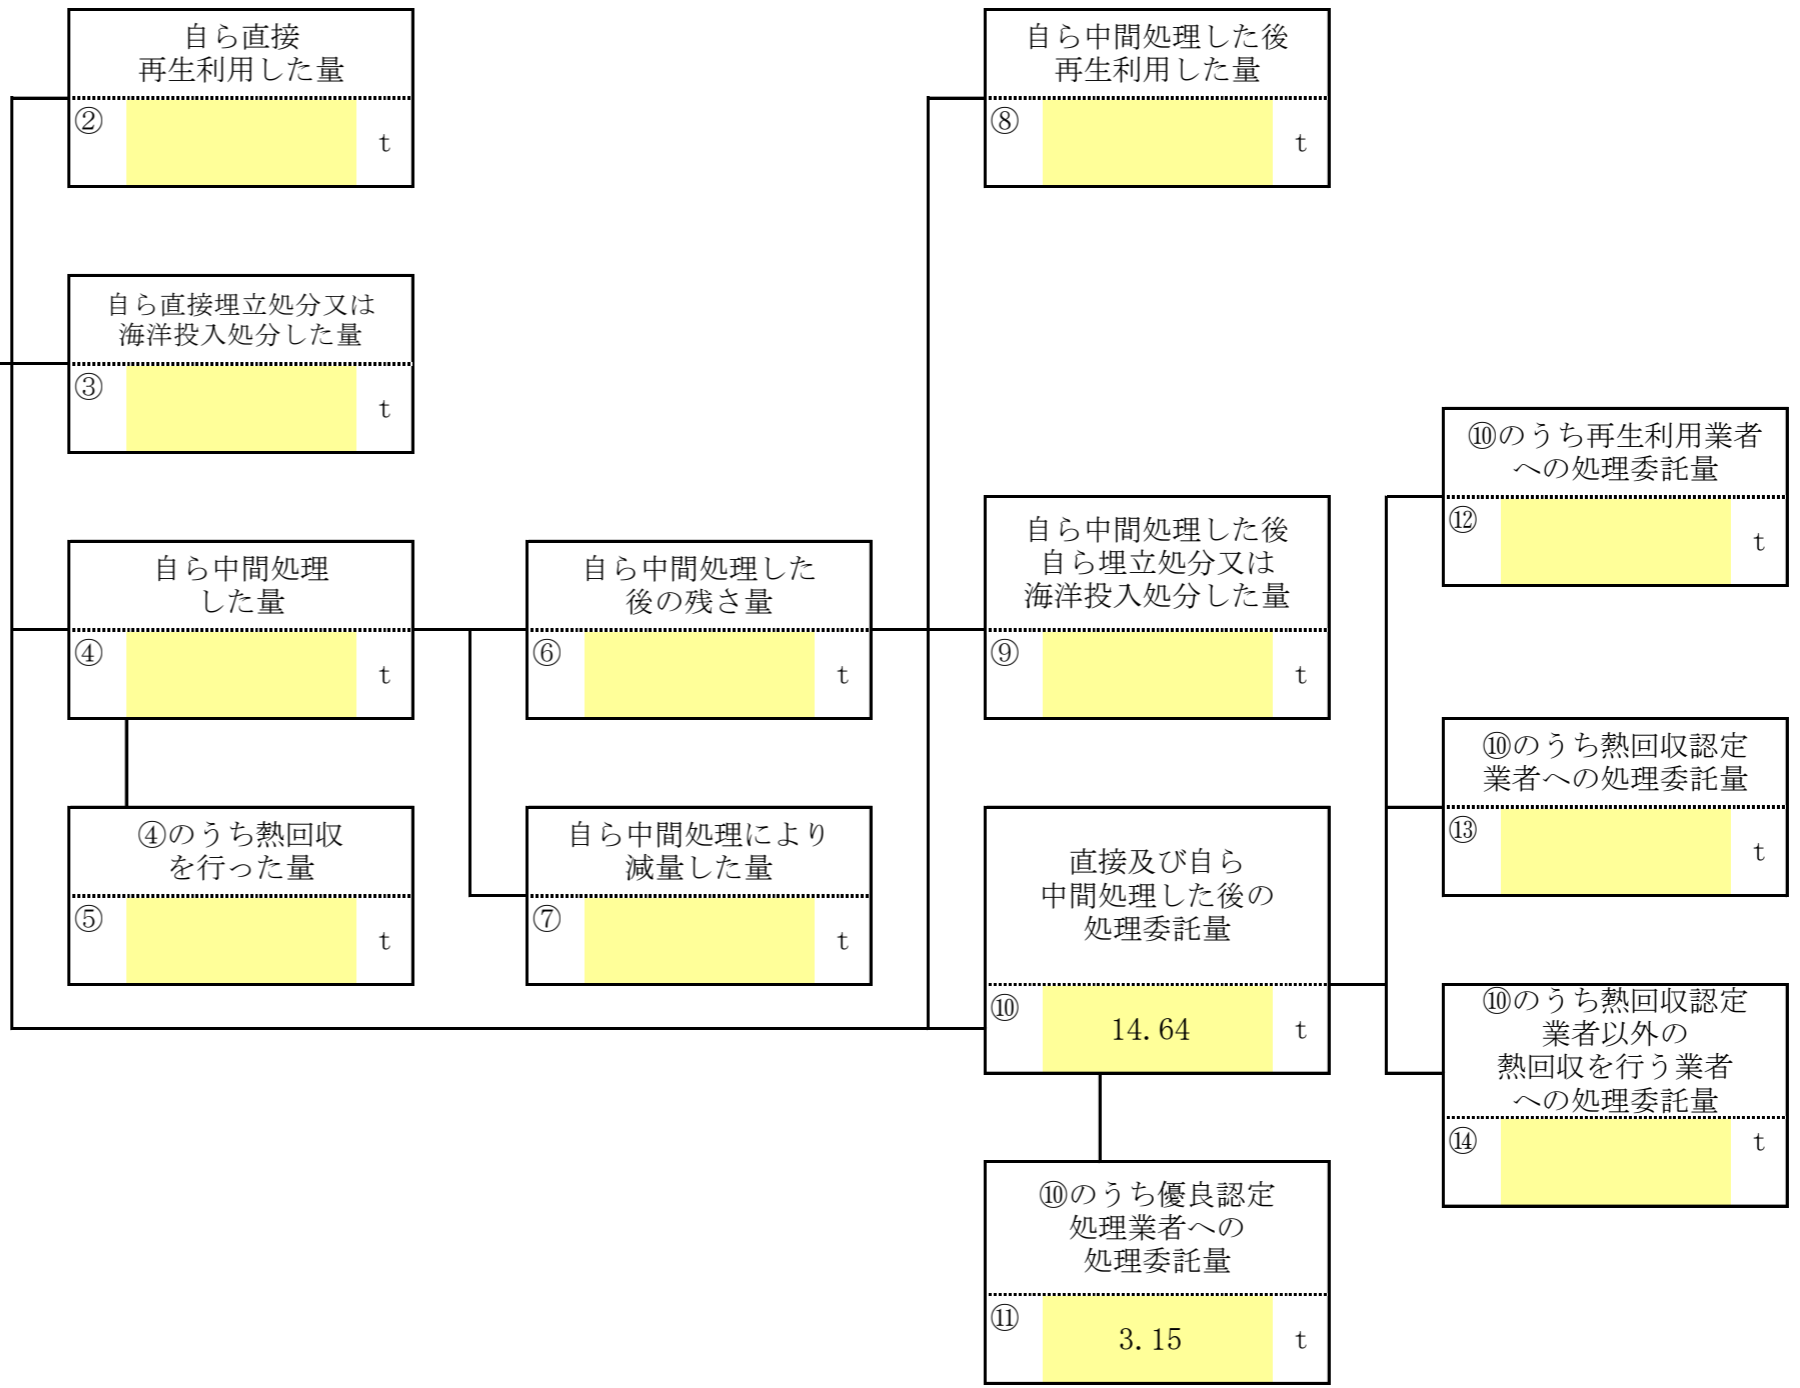 自ら直接
再生利用した量
②
t
自ら中間処理した後
再生利用した量
⑧
t
自ら直接埋立処分又は
海洋投入処分した量
③
t
⑩のうち再生利用業者
への処理委託量
⑫
t
自ら中間処理
した量
④
t
自ら中間処理した
後の残さ量
⑥
t
自ら中間処理した後
自ら埋立処分又は
海洋投入処分した量
⑨
t
⑩のうち熱回収認定
業者への処理委託量
⑬
t
④のうち熱回収
を行った量
⑤
t
自ら中間処理により
減量した量
⑦
t
直接及び自ら
中間処理した後の
処理委託量
⑩
14.64
t
⑩のうち熱回収認定
業者以外の
熱回収を行う業者
への処理委託量
⑭
t
⑩のうち優良認定
処理業者への
処理委託量
⑪
3.15
t